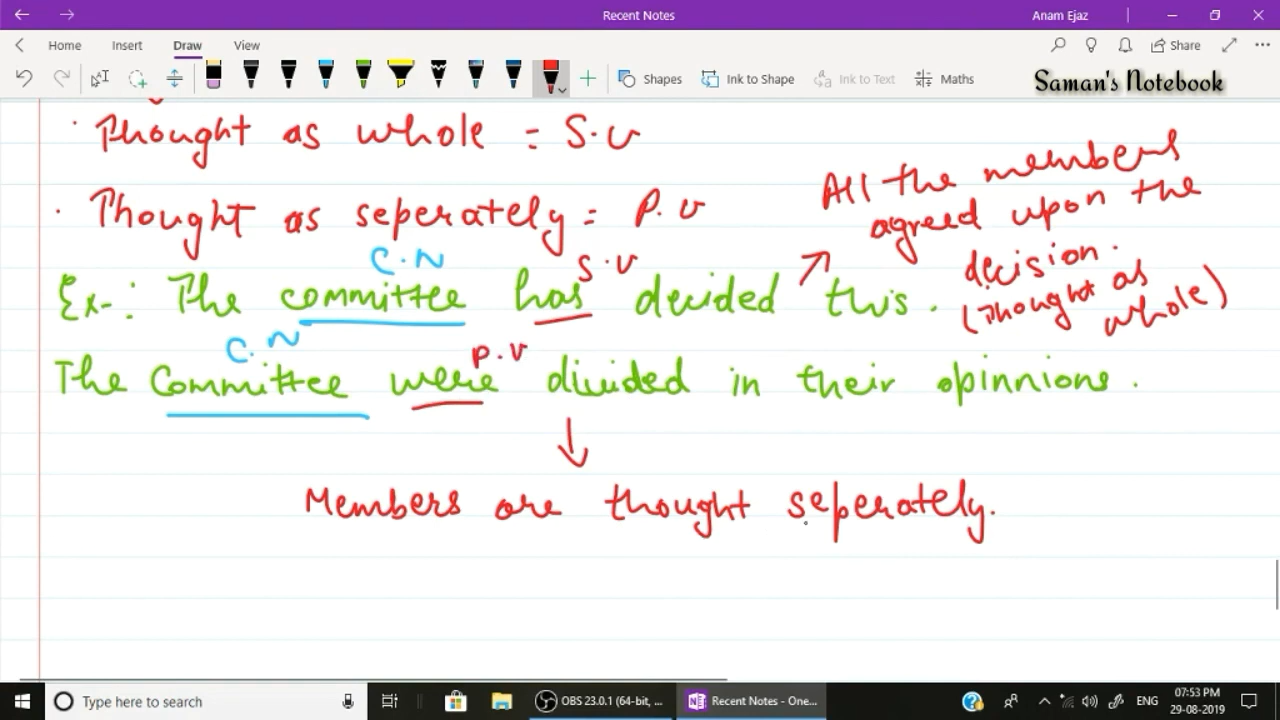 Recent Notes
Anam Ejaz
Home Insert Draw View
Share
Shapes Ink to Shape Ink to Text Maths
Saman's Notebook
· Thought as whole = S.V
· Thought as seperately = P.V
All the members
agreed upon the
decision.
(Thought as
whole)
C.N
S.V
Ex-: The committee has decided this.
C.N
P.V
The Committee were divided in their opinnions.
Members are thought seperately.
Type here to search
OBS 23.0.1 (64-bit, ...
Recent Notes - One...
ENG
07:53 PM
29-08-2019